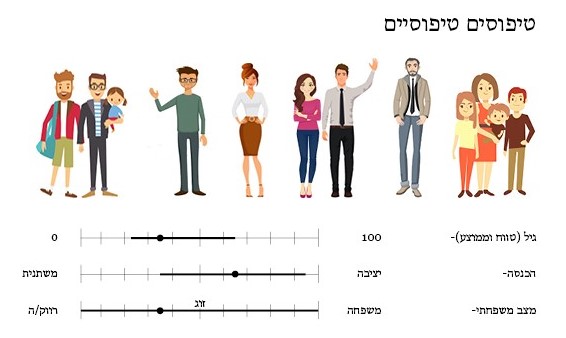 טיפוסים טיפוסיים
גיל (טווח וממוצע)- 100 0
הכנסה- יציבה משתנית
זוג
מצב משפחתי- משפחה רווק/ה